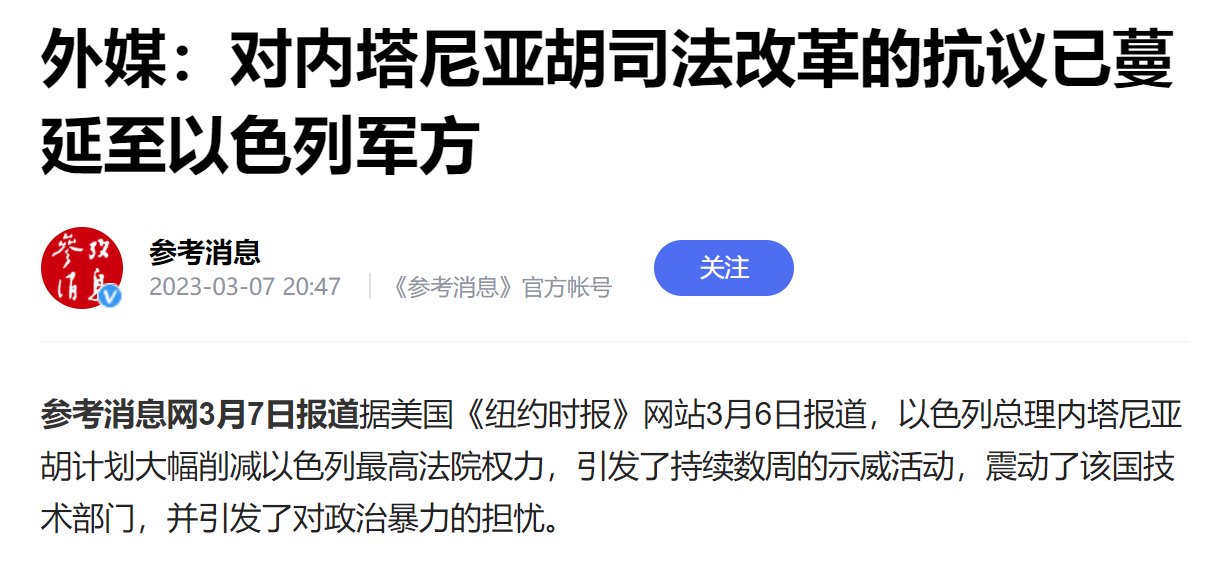 外媒：对内塔尼亚胡司法改革的抗议已蔓
延至以色列军方
参考消息
参考消息
2023-03-07 20:47
《参考消息》官方帐号
关注
参考消息网3月7日报道据美国《纽约时报》网站3月6日报道，以色列总理内塔尼亚
胡计划大幅削减以色列最高法院权力，引发了持续数周的示威活动，震动了该国技
术部门，并引发了对政治暴力的担忧。